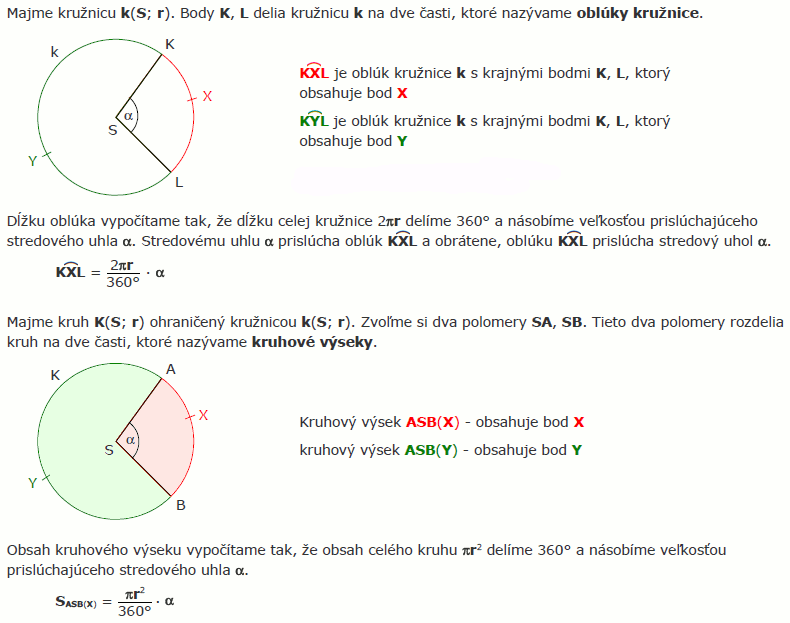 Majme kružnicu k(S; r). Body K, L delia kružnicu k na dve časti, ktoré nazývame oblúky kružnice.
k
K
X
α
S
Y
L
KXL je oblúk kružnice k s krajnými bodmi K, L, ktorý
obsahuje bod X
KYL je oblúk kružnice k s krajnými bodmi K, L, ktorý
obsahuje bod Y
Dĺžku oblúka vypočítame tak, že dĺžku celej kružnice 2πr delíme 360° a násobíme veľkosťou prislúchajúceho
stredového uhla α. Stredovému uhlu α prislúcha oblúk KXL a obrátene, oblúku KXL prislúcha stredový uhol α.
KXL = 2πr/360° · α
Majme kruh K(S; r) ohraničený kružnicou k(S; r). Zvoľme si dva polomery SA, SB. Tieto dva polomery rozdelia
kruh na dve časti, ktoré nazývame kruhové výseky.
K
A
X
α
S
Y
B
Kruhový výsek ASB(X) - obsahuje bod X
kruhový výsek ASB(Y) - obsahuje bod Y
Obsah kruhového výseku vypočítame tak, že obsah celého kruhu πr² delíme 360° a násobíme veľkosťou
prislúchajúceho stredového uhla α.
S_ASB(X) = πr²/360° · α